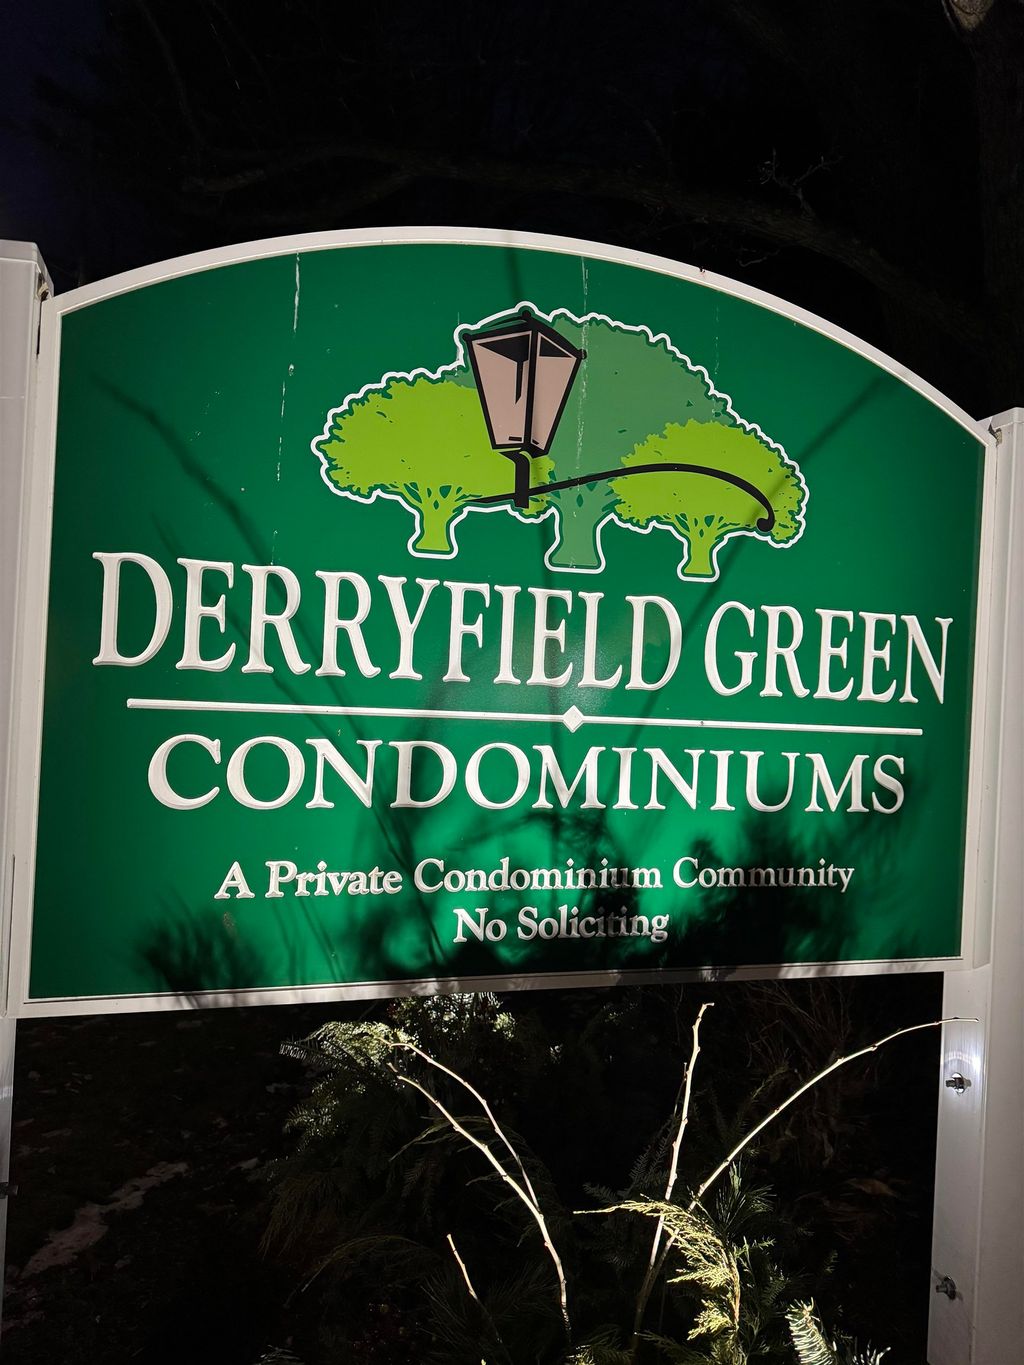 DERRYFIELD GREEN
CONDOMINIUMS
A Private Condominium Community
No Soliciting